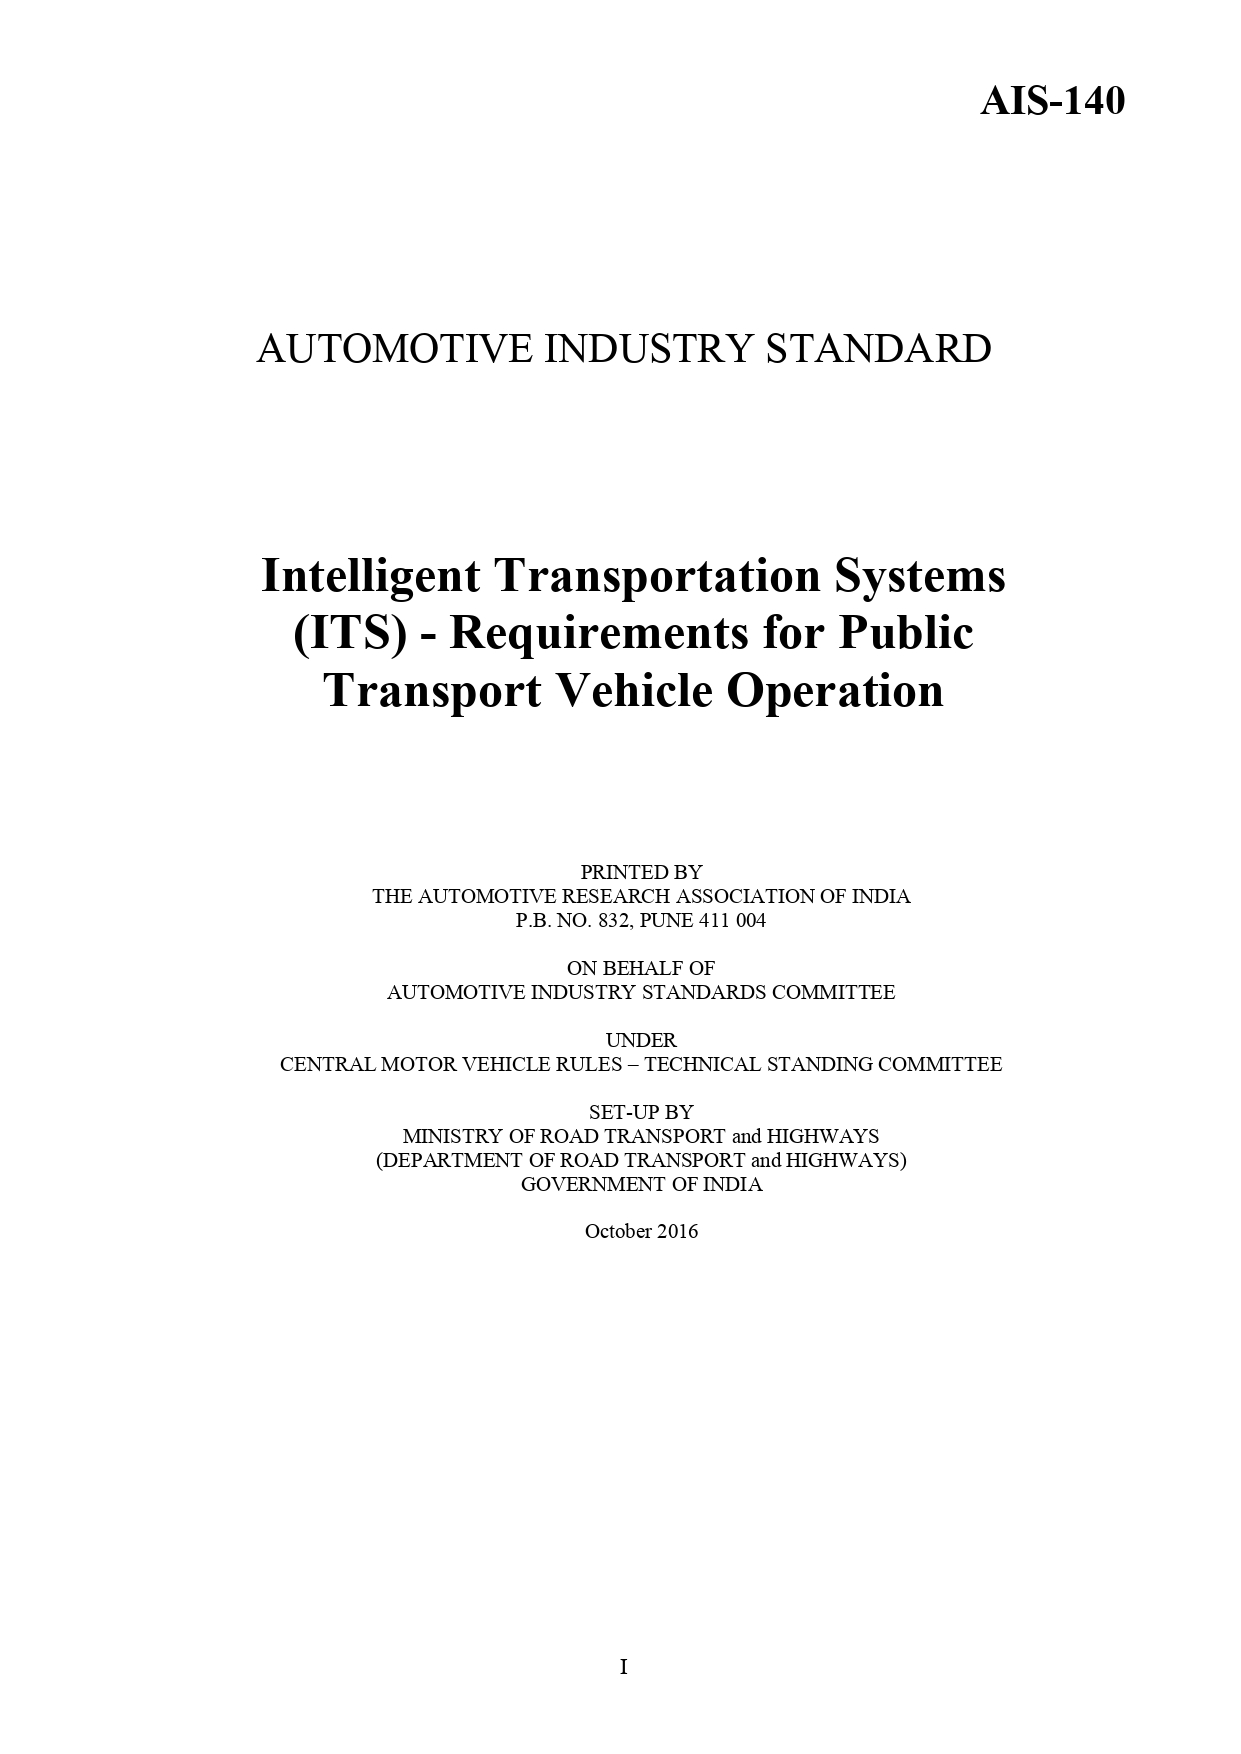 AIS-140
AUTOMOTIVE INDUSTRY STANDARD
Intelligent Transportation Systems
(ITS) - Requirements for Public
Transport Vehicle Operation
PRINTED BY
THE AUTOMOTIVE RESEARCH ASSOCIATION OF INDIA
P.B. NO. 832, PUNE 411 004
ON BEHALF OF
AUTOMOTIVE INDUSTRY STANDARDS COMMITTEE
UNDER
CENTRAL MOTOR VEHICLE RULES – TECHNICAL STANDING COMMITTEE
SET-UP BY
MINISTRY OF ROAD TRANSPORT and HIGHWAYS
(DEPARTMENT OF ROAD TRANSPORT and HIGHWAYS)
GOVERNMENT OF INDIA
October 2016
I